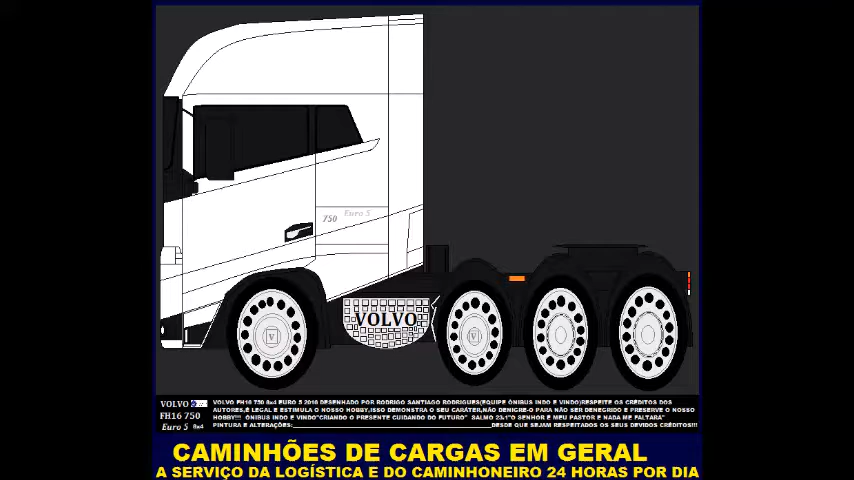 750 Euro 5
VOLVO
VOLVO
FH16 750
Euro 5 8x4
VOLVO FH16 750 8x4 EURO 5 2010 DESENHADO POR RODRIGO SANTIAGO RODRIGUES(EQUIPE ÔNIBUS INDO E VINDO)RESPEITE OS CRÉDITOS DOS
AUTORES,É LEGAL E ESTIMULA O NOSSO HOBBY.ISSO DEMONSTRA O SEU CARÁTER,NÃO DENIGRE-O PARA NÃO SER DENEGRIDO E PRESERVE O NOSSO
HOBBY!!! ÔNIBUS INDO E VINDO"CRIANDO O PRESENTE CUIDANDO DO FUTURO" SALMO 23:1"O SENHOR É MEU PASTOR E NADA ME FALTARÁ"
PINTURA E ALTERAÇÕES:____________________DESDE QUE SEJAM RESPEITADOS OS SEUS DEVIDOS CRÉDITOS!!!
CAMINHÕES DE CARGAS EM GERAL
A SERVIÇO DA LOGÍSTICA E DO CAMINHONEIRO 24 HORAS POR DIA